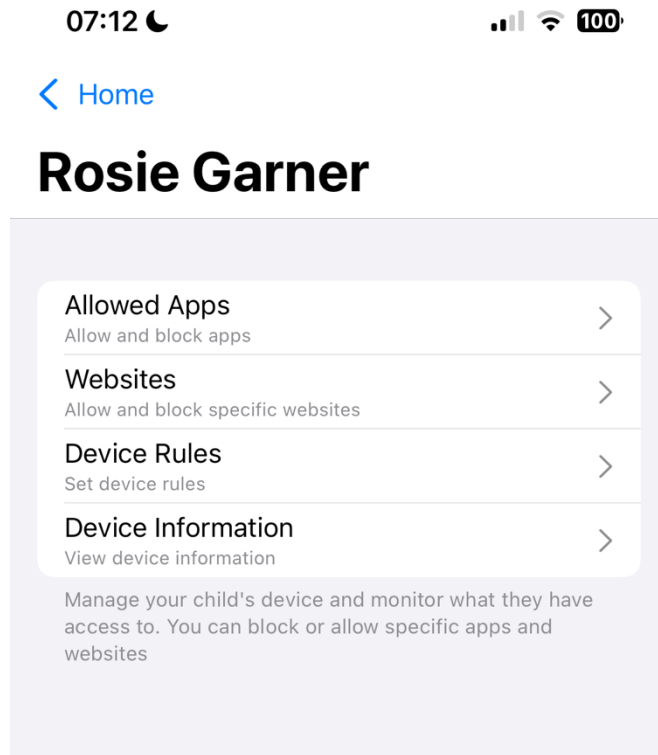 07:12
100
Home
Rosie Garner
Allowed Apps
Allow and block apps
Websites
Allow and block specific websites
Device Rules
Set device rules
Device Information
View device information
Manage your child's device and monitor what they have
access to. You can block or allow specific apps and
websites